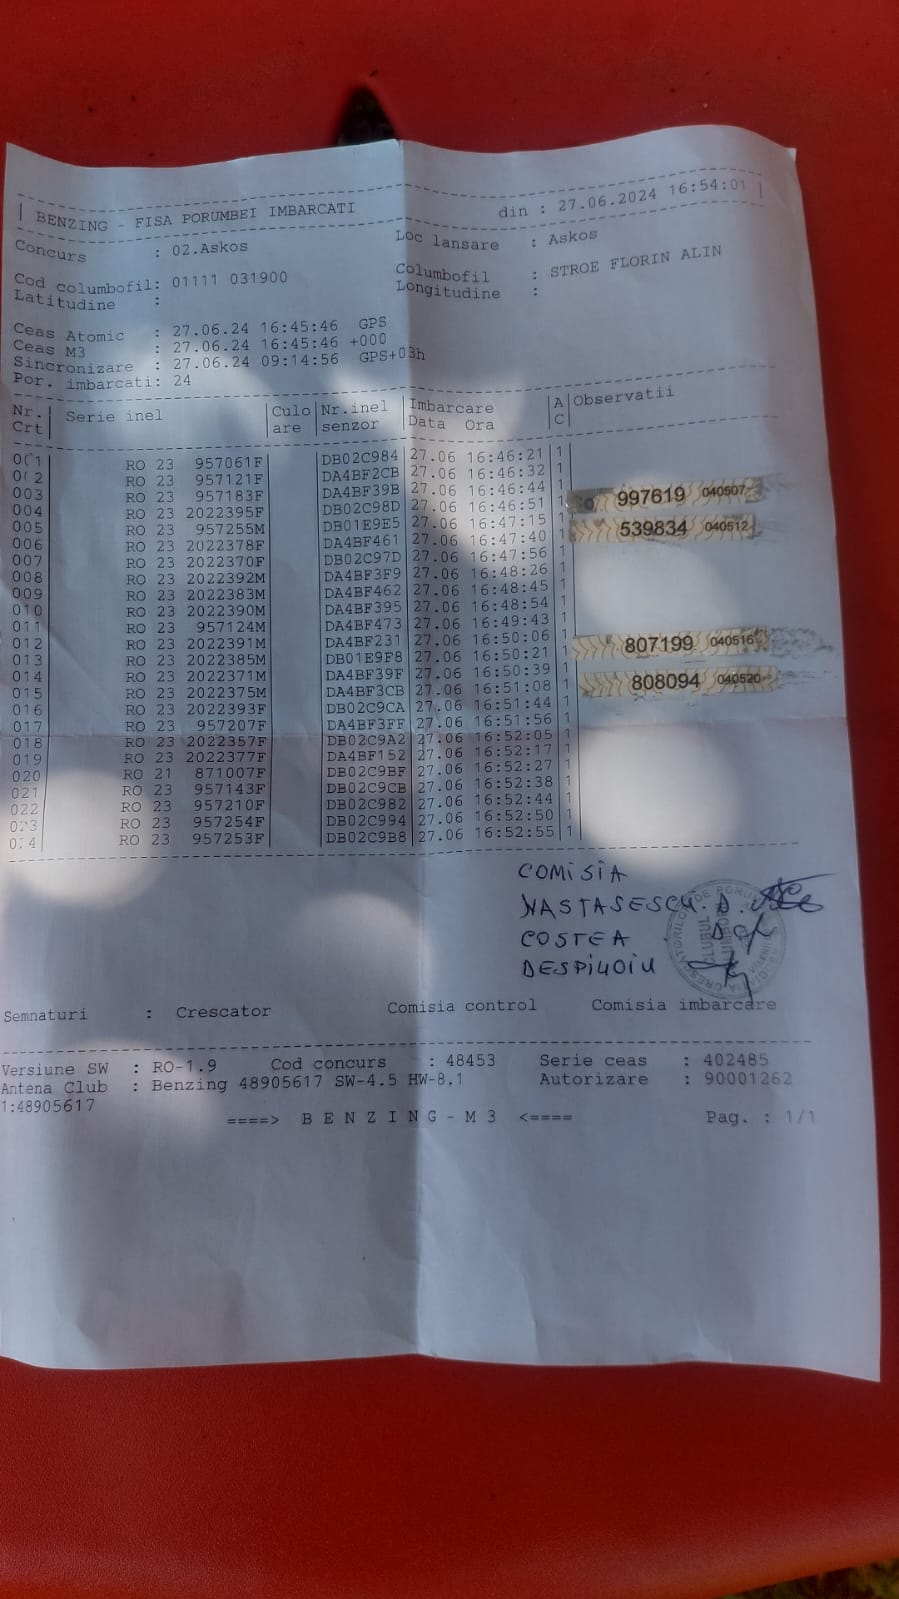 BENZING - FISA PORUMBEI IMBARCATI din : 27.06.2024 16:54:01
Concurs : 02.Askos Loc lansare : Askos
Cod columbofil: 01111 031900 Columbofil : STROE FLORIN ALIN
Latitudine : Longitudine :
Ceas Atomic : 27.06.24 16:45:46 GPS
Ceas M3 : 27.06.24 16:45:46 +000
Sincronizare : 27.06.24 09:14:56 GPS+03h
Por. imbarcati: 24
Nr. Serie inel Culo Nr.inel Imbarcare A Observatii
Crt are senzor Data Ora C
001 RO 23 957061F DB02C984 27.06 16:46:21 1
002 RO 23 957121F DA4BF2CB 27.06 16:46:32 1
003 RO 23 957183F DA4BF39B 27.06 16:46:44 1 997619 040507
004 RO 23 2022395F DB02C98D 27.06 16:46:51 1
005 RO 23 957255M DB01E9E5 27.06 16:47:15 1 539834 040512
006 RO 23 2022378F DA4BF461 27.06 16:47:40 1
007 RO 23 2022370F DB02C97D 27.06 16:47:56 1
008 RO 23 2022392M DA4BF3F9 27.06 16:48:26 1
009 RO 23 2022383M DA4BF462 27.06 16:48:45 1
010 RO 23 2022390M DA4BF395 27.06 16:48:54 1
011 RO 23 957124M DA4BF473 27.06 16:49:43 1
012 RO 23 2022391M DA4BF231 27.06 16:50:06 1 807199 040516
013 RO 23 2022385M DB01E9F8 27.06 16:50:21 1
014 RO 23 2022371M DA4BF39F 27.06 16:50:39 1 808094 040520
015 RO 23 2022375M DA4BF3CB 27.06 16:51:08 1
016 RO 23 2022393F DB02C9CA 27.06 16:51:44 1
017 RO 23 957207F DA4BF3FF 27.06 16:51:56 1
018 RO 23 2022357F DB02C9A2 27.06 16:52:05 1
019 RO 23 2022377F DA4BF152 27.06 16:52:17 1
020 RO 21 871007F DB02C9BF 27.06 16:52:27 1
021 RO 23 957143F DB02C9CB 27.06 16:52:38 1
022 RO 23 957210F DB02C982 27.06 16:52:44 1
023 RO 23 957254F DB02C994 27.06 16:52:50 1
024 RO 23 957253F DB02C9B8 27.06 16:52:55 1
COMISIA
NASTASESCU. D.
COSTEA
DESPINOIU
CLUBUL
Semnaturi : Crescator Comisia control Comisia imbarcare
Versiune SW : RO-1.9 Cod concurs : 48453 Serie ceas : 402485
Antena Club : Benzing 48905617 SW-4.5 HW-8.1 Autorizare : 90001262
1:48905617
====> B E N Z I N G - M 3 <==== Pag. : 1/1